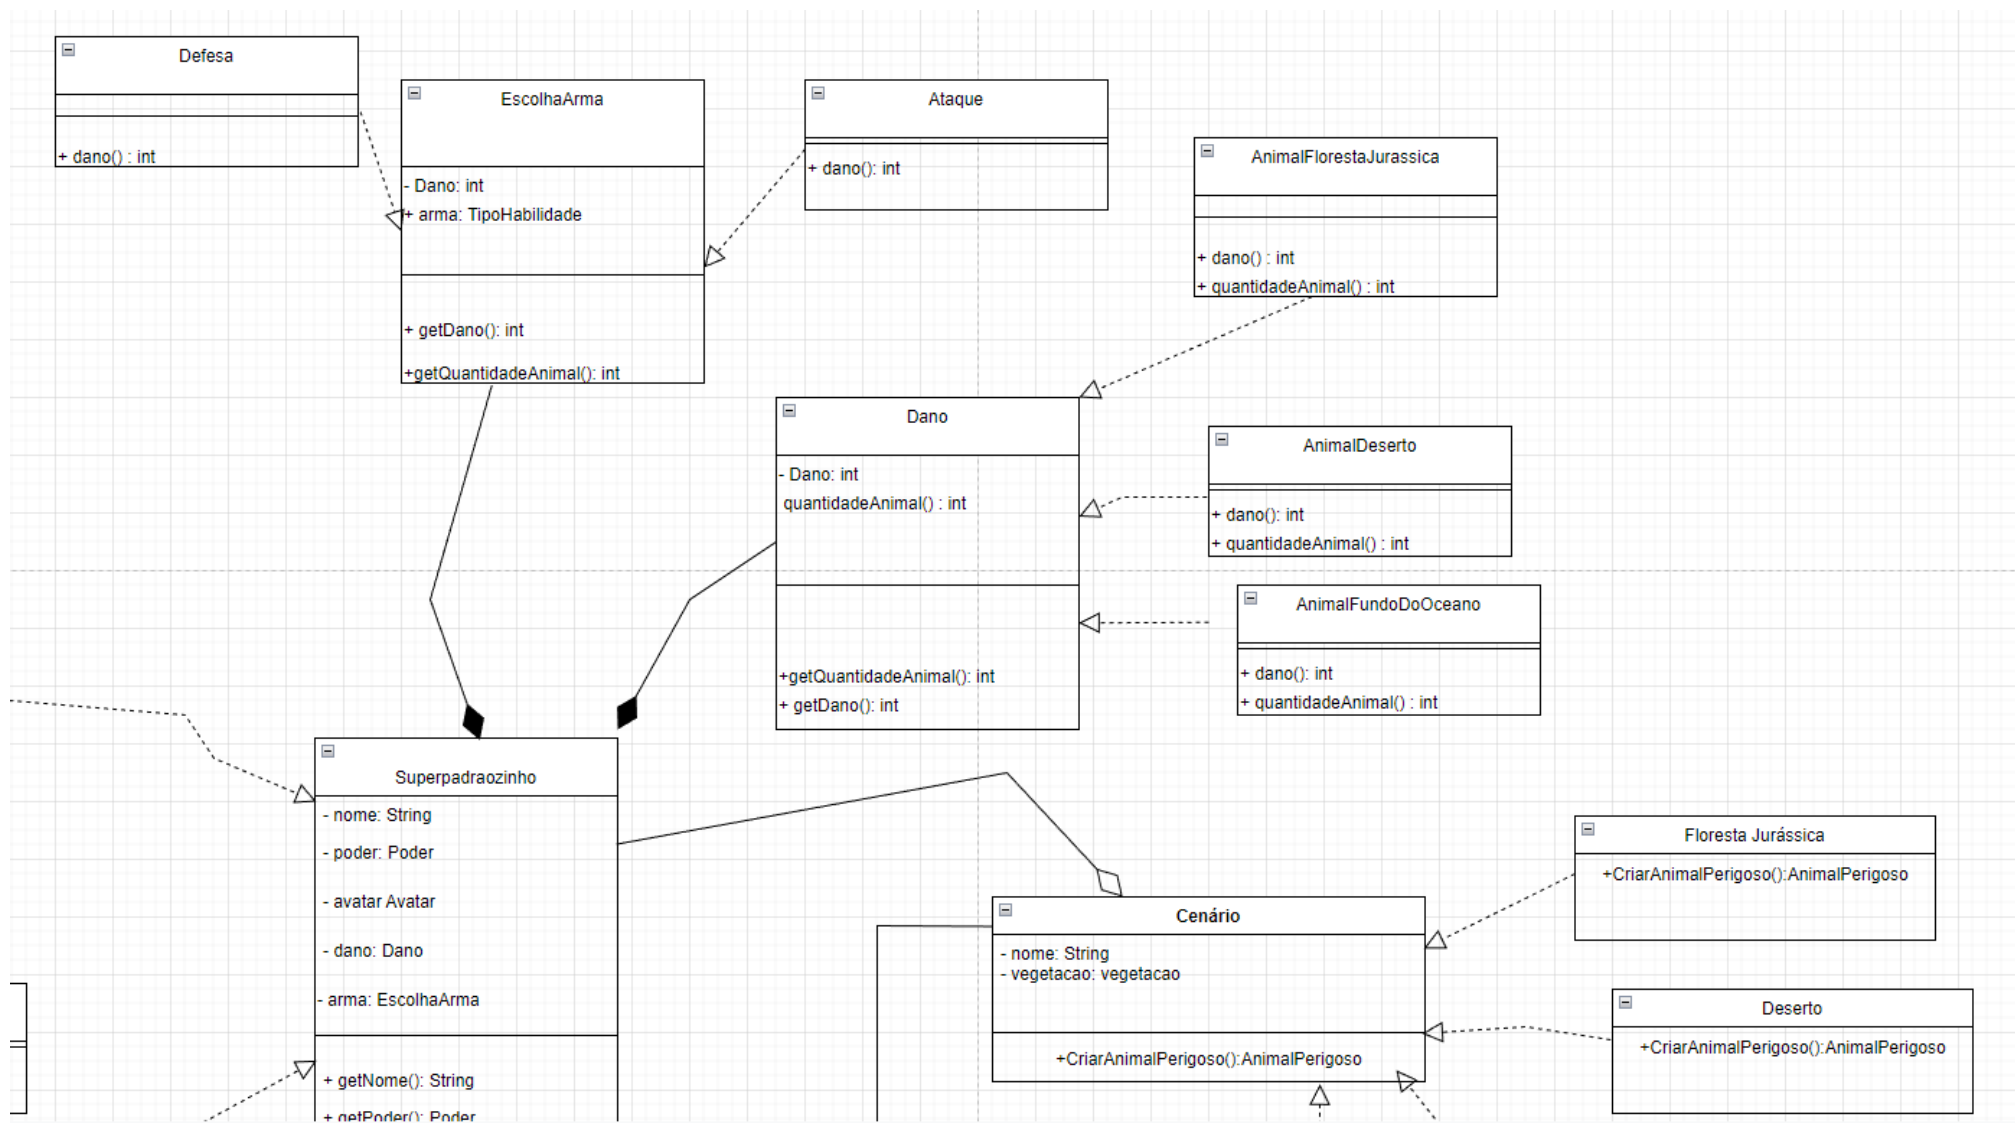 Defesa
+ dano() : int
EscolhaArma
- Dano: int
+ arma: TipoHabilidade
+ getDano(): int
+getQuantidadeAnimal(): int
Ataque
+ dano(): int
AnimalFlorestaJurassica
+ dano() : int
+ quantidadeAnimal() : int
Dano
- Dano: int
quantidadeAnimal() : int
+getQuantidadeAnimal(): int
+ getDano(): int
AnimalDeserto
+ dano(): int
+ quantidadeAnimal() : int
AnimalFundoDoOceano
+ dano(): int
+ quantidadeAnimal() : int
Superpadraozinho
- nome: String
- poder: Poder
- avatar Avatar
- dano: Dano
- arma: EscolhaArma
+ getNome(): String
+ getPoder(): Poder
Cenário
- nome: String
- vegetacao: vegetacao
+CriarAnimalPerigoso():AnimalPerigoso
Floresta Jurássica
+CriarAnimalPerigoso():AnimalPerigoso
Deserto
+CriarAnimalPerigoso():AnimalPerigoso